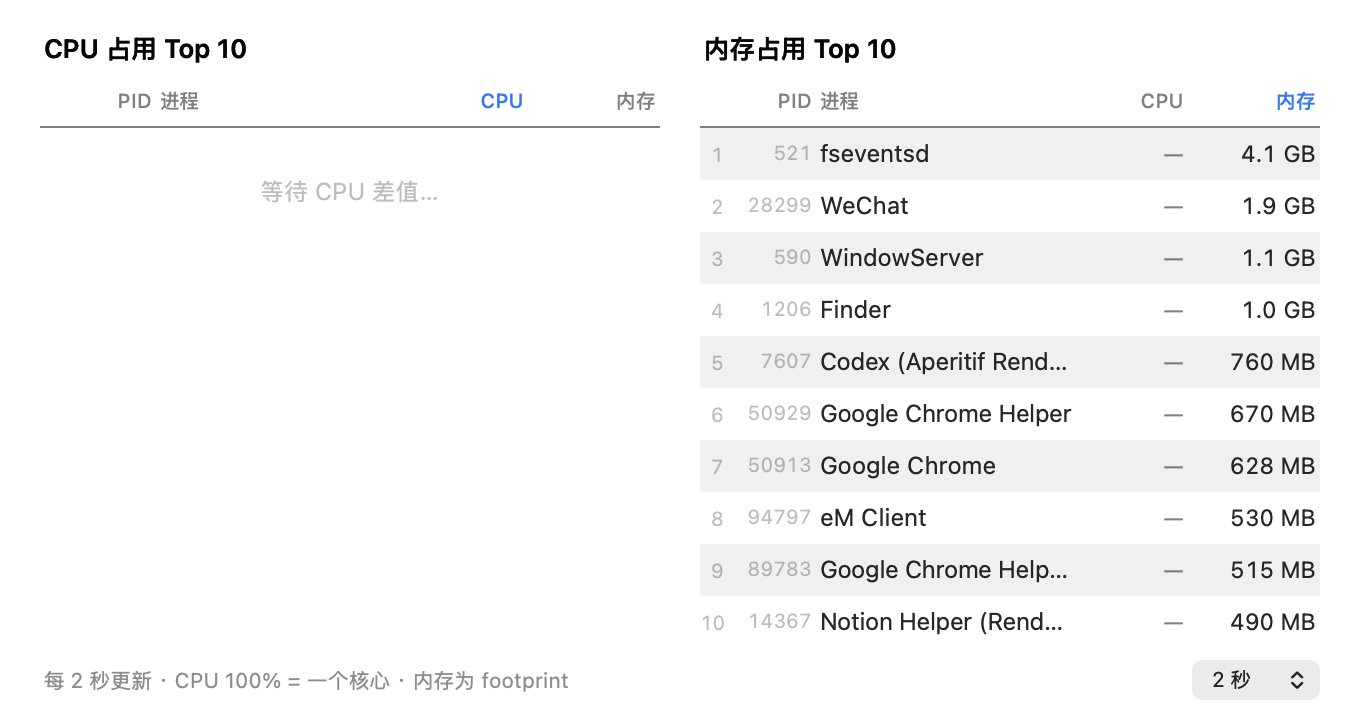 CPU 占用 Top 10
PID 进程 CPU 内存
等待 CPU 差值...
内存占用 Top 10
PID 进程 CPU 内存
1 521 fseventsd — 4.1 GB
2 28299 WeChat — 1.9 GB
3 590 WindowServer — 1.1 GB
4 1206 Finder — 1.0 GB
5 7607 Codex (Aperitif Rend... — 760 MB
6 50929 Google Chrome Helper — 670 MB
7 50913 Google Chrome — 628 MB
8 94797 eM Client — 530 MB
9 89783 Google Chrome Help... — 515 MB
10 14367 Notion Helper (Rend... — 490 MB
每 2 秒更新 · CPU 100% = 一个核心 · 内存为 footprint
2 秒